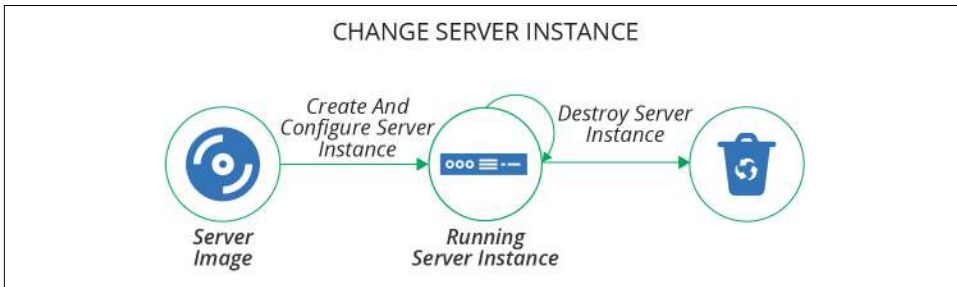 CHANGE SERVER INSTANCE
Create And
Configure Server
Instance
Destroy Server
Instance
Server
Image
Running
Server Instance